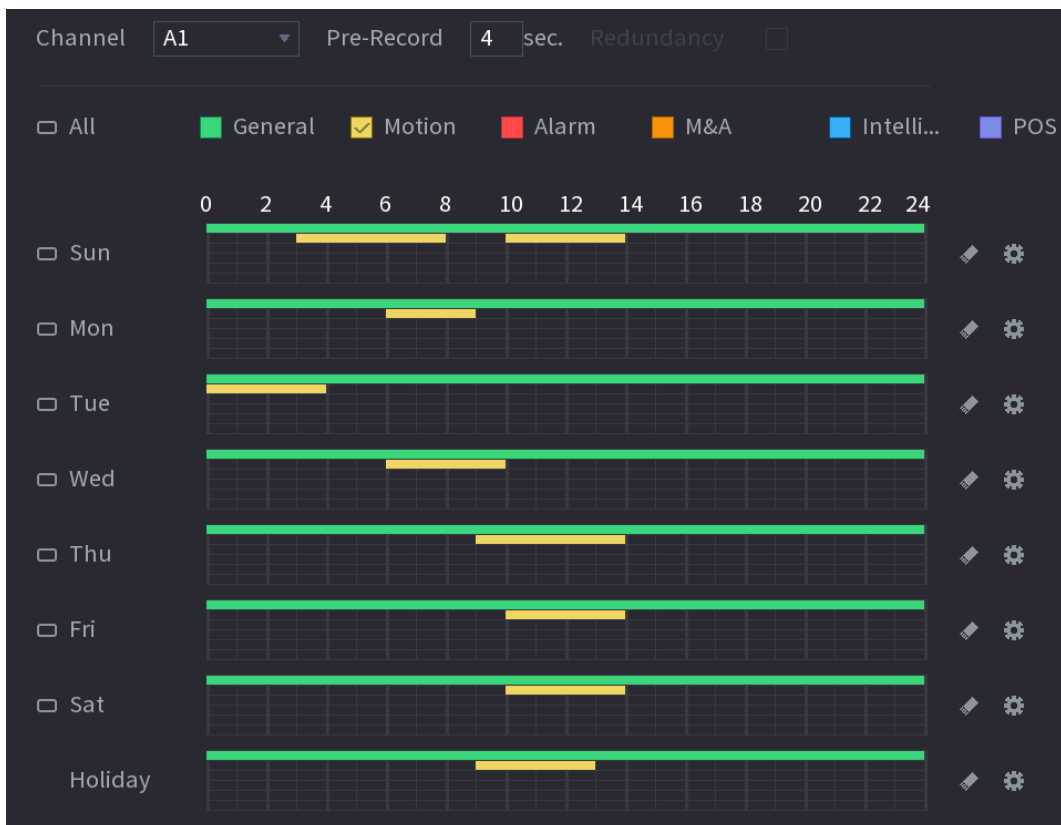 Channel A1 Pre-Record 4 sec. Redundancy
All General Motion Alarm M&A Intelli... POS
0 2 4 6 8 10 12 14 16 18 20 22 24
Sun
Mon
Tue
Wed
Thu
Fri
Sat
Holiday